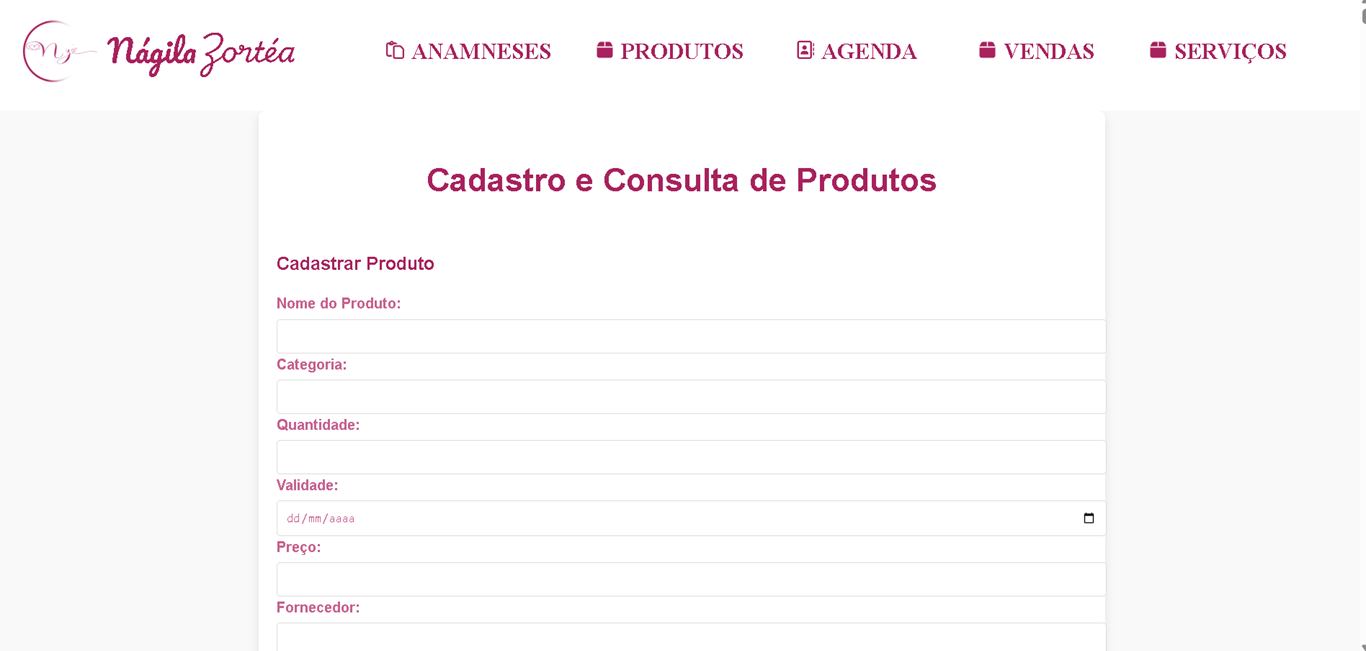 Nz Nágila Zortéa ANAMNESES PRODUTOS AGENDA VENDAS SERVIÇOS
Cadastro e Consulta de Produtos
Cadastrar Produto
Nome do Produto:
Categoria:
Quantidade:
Validade:
dd/mm/aaaa
Preço:
Fornecedor: